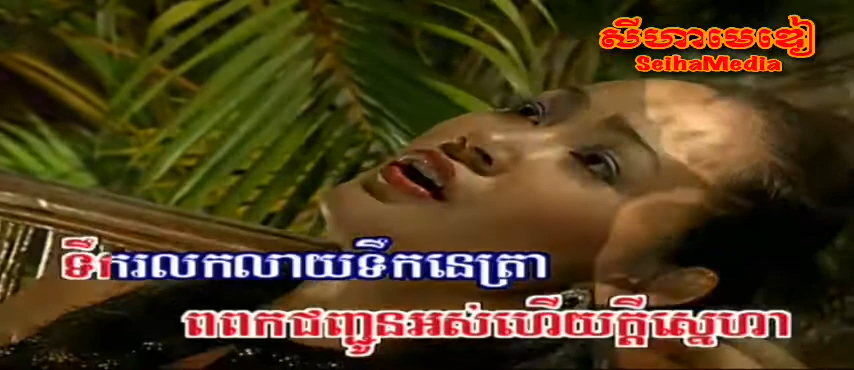 សីហាមេឌៀ
SeihaMedia
ទឹករលកលាយទឹកនេត្រា
ពពកជញ្ជូនអស់ហើយក្ដីស្នេហា